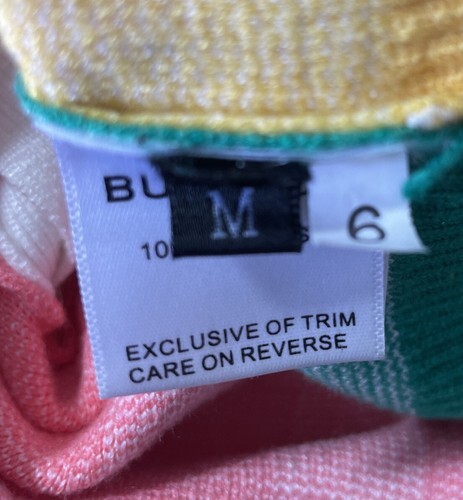 BU
M
6
10
EXCLUSIVE OF TRIM
CARE ON REVERSE